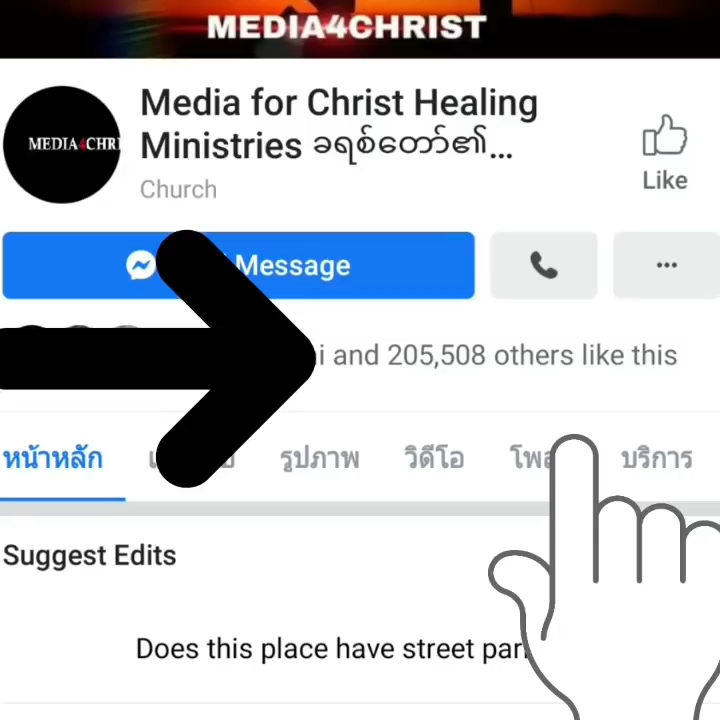 MEDIA4CHRIST
MEDIA4CHRI
Media for Christ Healing
Ministries ခရစ်တော်၏...
Church
Like
Message
and 205,508 others like this
หน้าหลัก
รูปภาพ
วิดีโอ
บริการ
Suggest Edits
Does this place have street